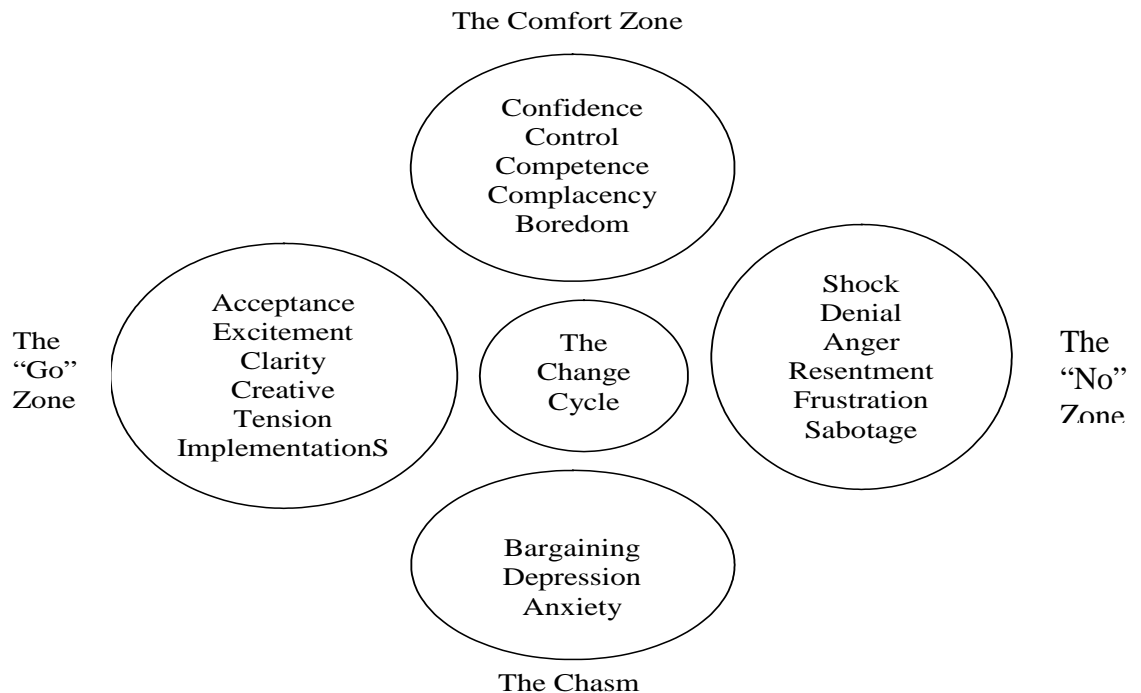 The Comfort Zone
Confidence
Control
Competence
Complacency
Boredom
Acceptance
Excitement
Clarity
Creative
Tension
ImplementationS
The
“Go”
Zone
The
Change
Cycle
Shock
Denial
Anger
Resentment
Frustration
Sabotage
The
“No”
Zone
Bargaining
Depression
Anxiety
The Chasm